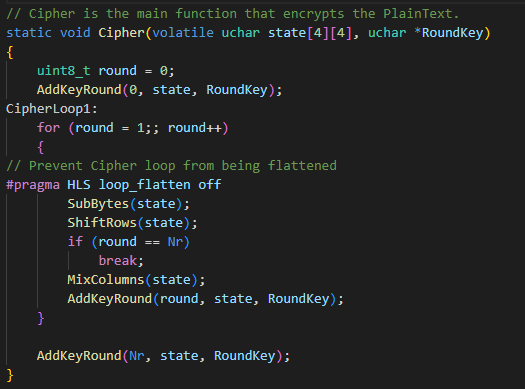 // Cipher is the main function that encrypts the PlainText.
static void Cipher(volatile uchar state[4][4], uchar *RoundKey)
{
    uint8_t round = 0;
    AddKeyRound(0, state, RoundKey);
CipherLoop1:
    for (round = 1;; round++)
    {
// Prevent Cipher loop from being flattened
#pragma HLS loop_flatten off
        SubBytes(state);
        ShiftRows(state);
        if (round == Nr)
            break;
        MixColumns(state);
        AddKeyRound(round, state, RoundKey);
    }

    AddKeyRound(Nr, state, RoundKey);
}